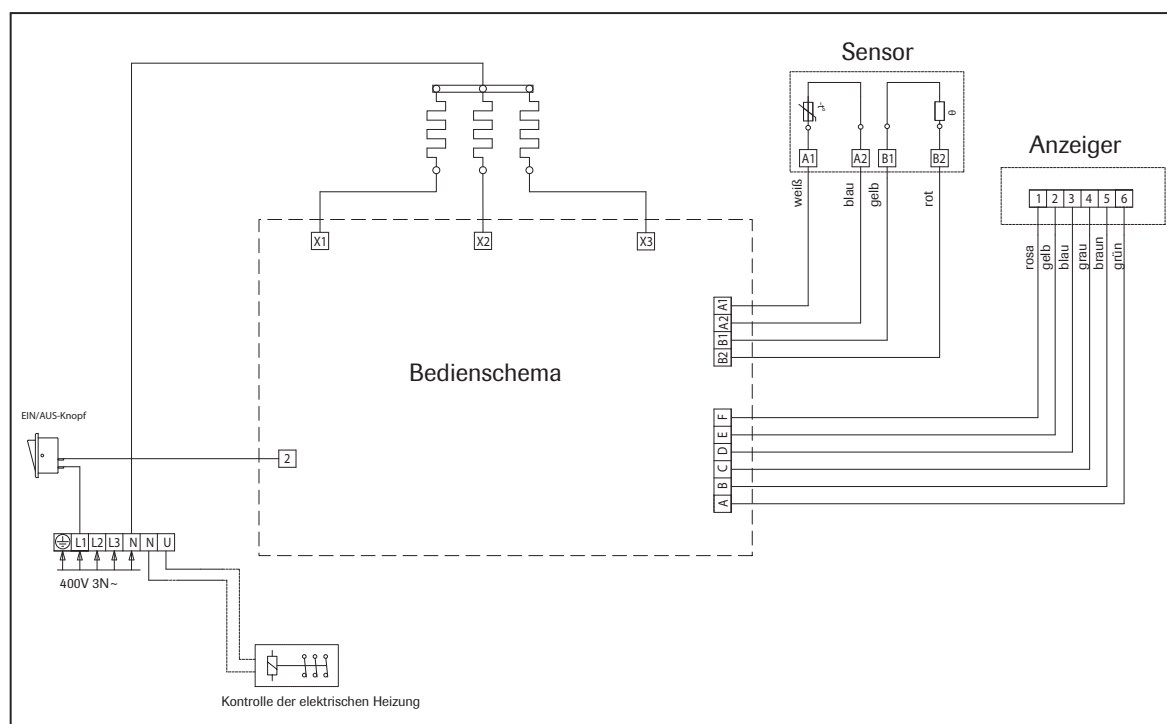 Sensor
A1 A2 B1 B2
θ
weiß
blau
gelb
rot
Anzeiger
1 2 3 4 5 6
rosa
gelb
blau
grau
braun
grün
X1 X2 X3
A1
A2
B1
B2
Bedienschema
F
E
D
C
B
A
EIN/AUS-Knopf
2
L1 L2 L3 N N U
400V 3N~
Kontrolle der elektrischen Heizung